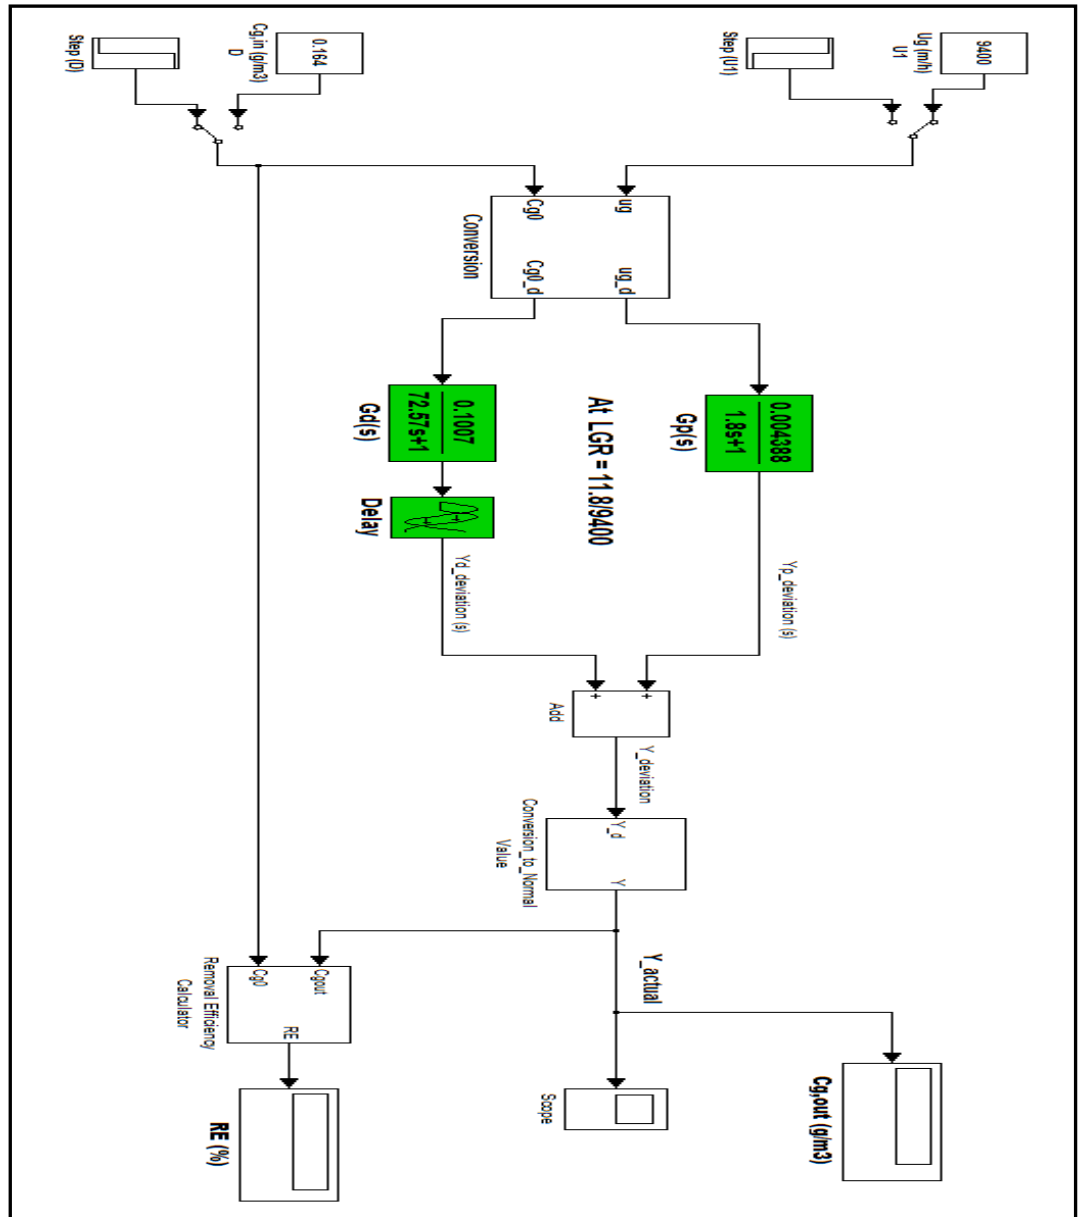 9400
Ug (m/h)
U1
Step (U1)
0.164
Cg,in (g/m3)
D
Step (D)
ug
ug_d
Cg0
Cg0_d
Conversion
0.004388
1.8s+1
Gp(s)
At LGR = 11.8/9400
0.1007
72.57s+1
Gd(s)
Delay
Yp_deviation (s)
Yd_deviation (s)
+
+
Add
Y_deviation
Y_d
Y
Conversion_to_Normal
Value
Y_actual
Cg,out (g/m3)
Scope
Cgout
Cg0
RE
Removal Efficiency
Calculator
RE (%)